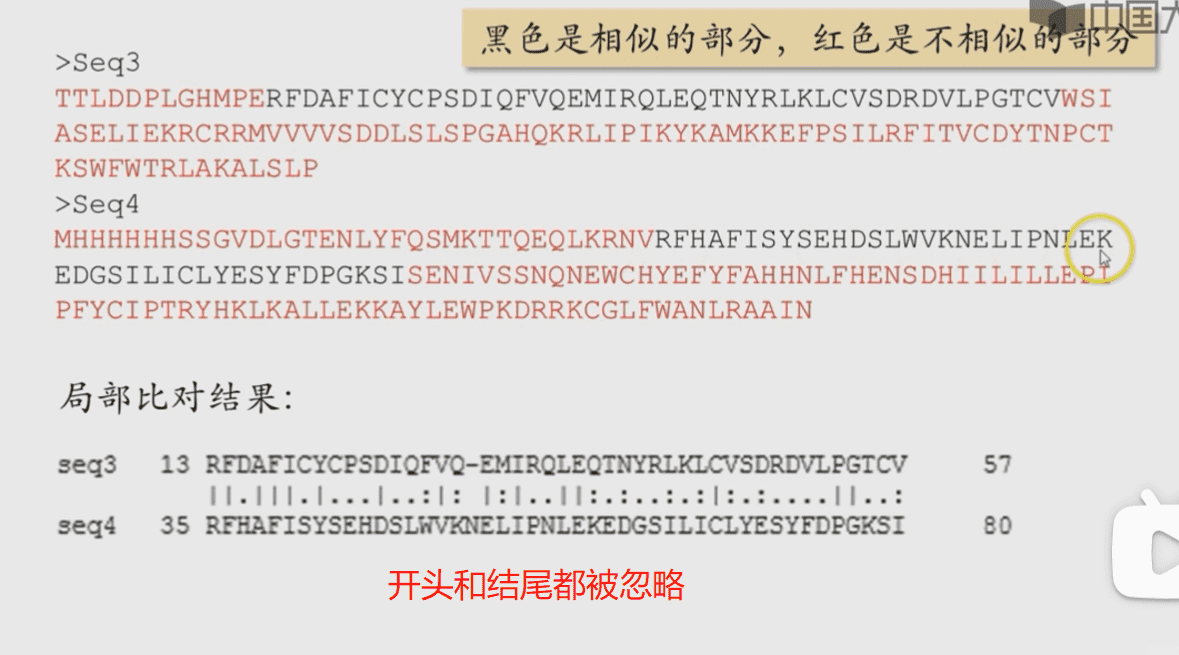 中国大
黑色是相似的部分，红色是不相似的部分
>Seq3
TTLDDPLGHMPERFDAFICYCPSDIQFVQEMIRQLEQTNYRLKLCVSDRDVLPGTCVWSI
ASELIEKRCRRMVVVVSDDLSLSPGAHQKRLIPIKYKAMKKEFPSILRFITVCDYTNPCT
KSWFWTRLAKALSLP
>Seq4
MHHHHHHSSGVDLGTENLYFQSMKTTQEQLKRNVRFHAFISYSEHDSLWVKNELIPNLEK
EDGSILICLYESYFDPGKSISENIVSSNQNEWCHYEFYFAHHNLFHENSDHIILILLEPI
PFYCIPTRYHKLKALLEKKAYLEWPKDRRKCGLFWANLRAAIN
局部比对结果:
seq3 13 RFDAFICYCPSDIQFVQ-EMIRQLEQTNYRLKLCVSDRDVLPGTCV 57
||.|||.|...|..:|: |:|..||:.:..:.:|:.:....||..:
seq4 35 RFHAFISYSEHDSLWVKNELIPNLEKEDGSILICLYESYFDPGKSI 80
开头和结尾都被忽略